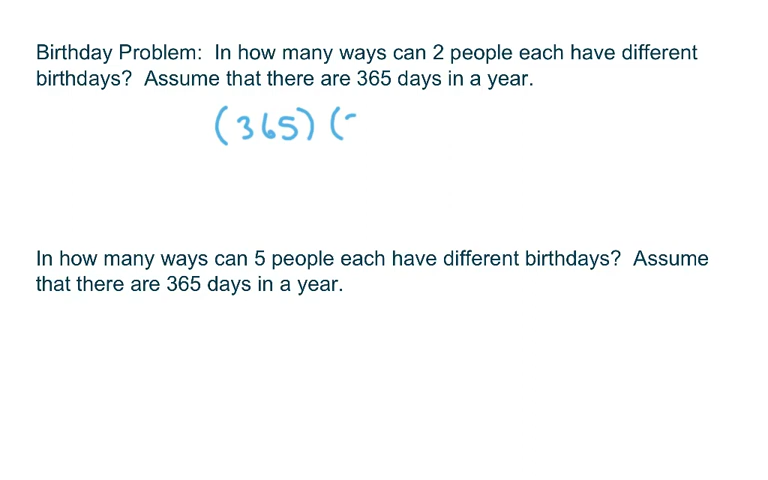 Birthday Problem:  In how many ways can 2 people each have different
birthdays?  Assume that there are 365 days in a year.
(365) (
In how many ways can 5 people each have different birthdays?  Assume
that there are 365 days in a year.